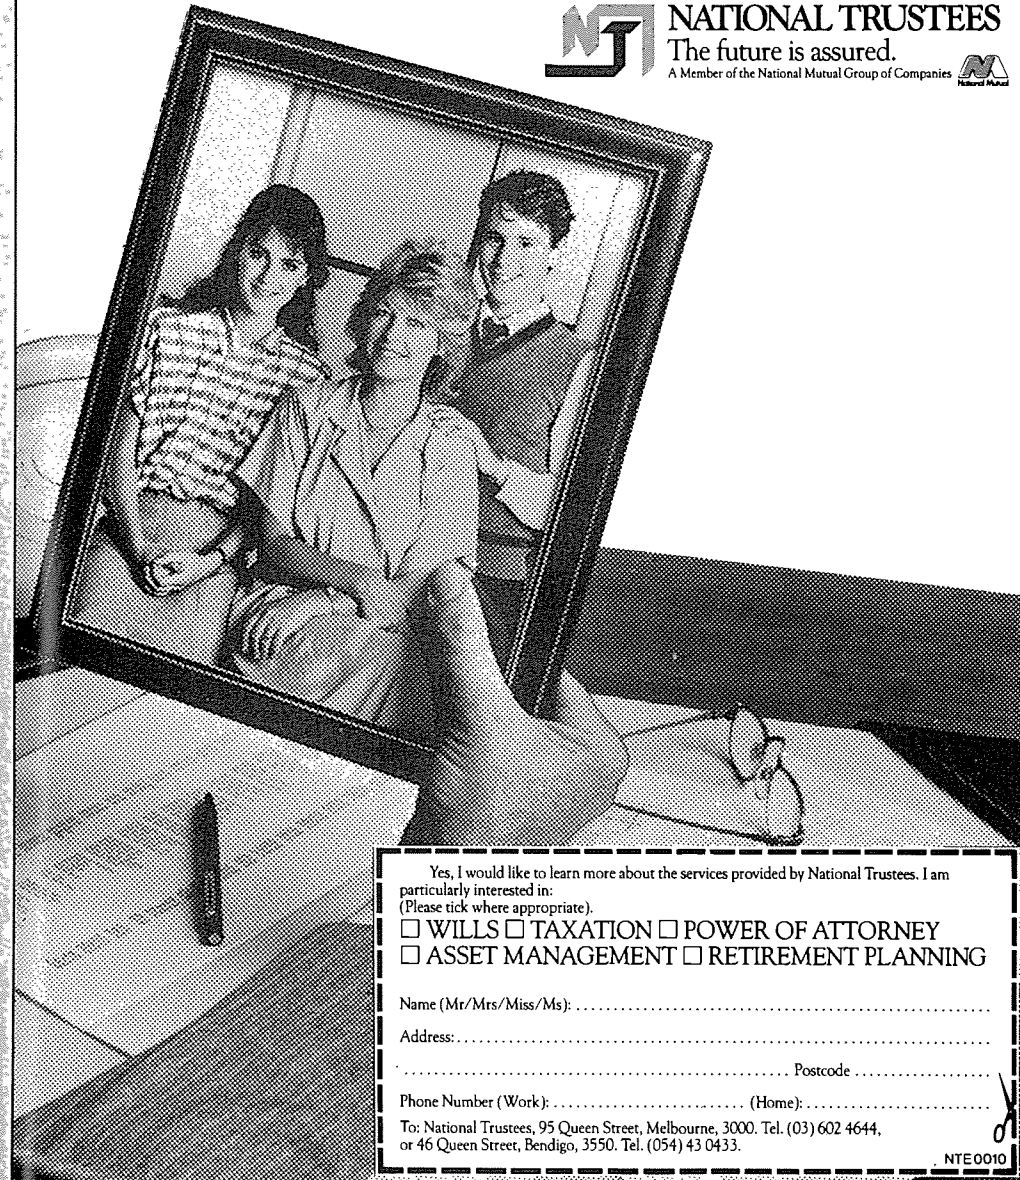 NATIONAL TRUSTEES
The future is assured.
A Member of the National Mutual Group of Companies
National Mutual
Yes, I would like to learn more about the services provided by National Trustees. I am
particularly interested in:
(Please tick where appropriate).
☐ WILLS ☐ TAXATION ☐ POWER OF ATTORNEY
☐ ASSET MANAGEMENT ☐ RETIREMENT PLANNING
Name (Mr/Mrs/Miss/Ms): ............................................................
Address: ............................................................
............................................................ Postcode ....................
Phone Number (Work): .......................... (Home): ..........................
To: National Trustees, 95 Queen Street, Melbourne, 3000. Tel. (03) 602 4644,
or 46 Queen Street, Bendigo, 3550. Tel. (054) 43 0433.
NTE0010